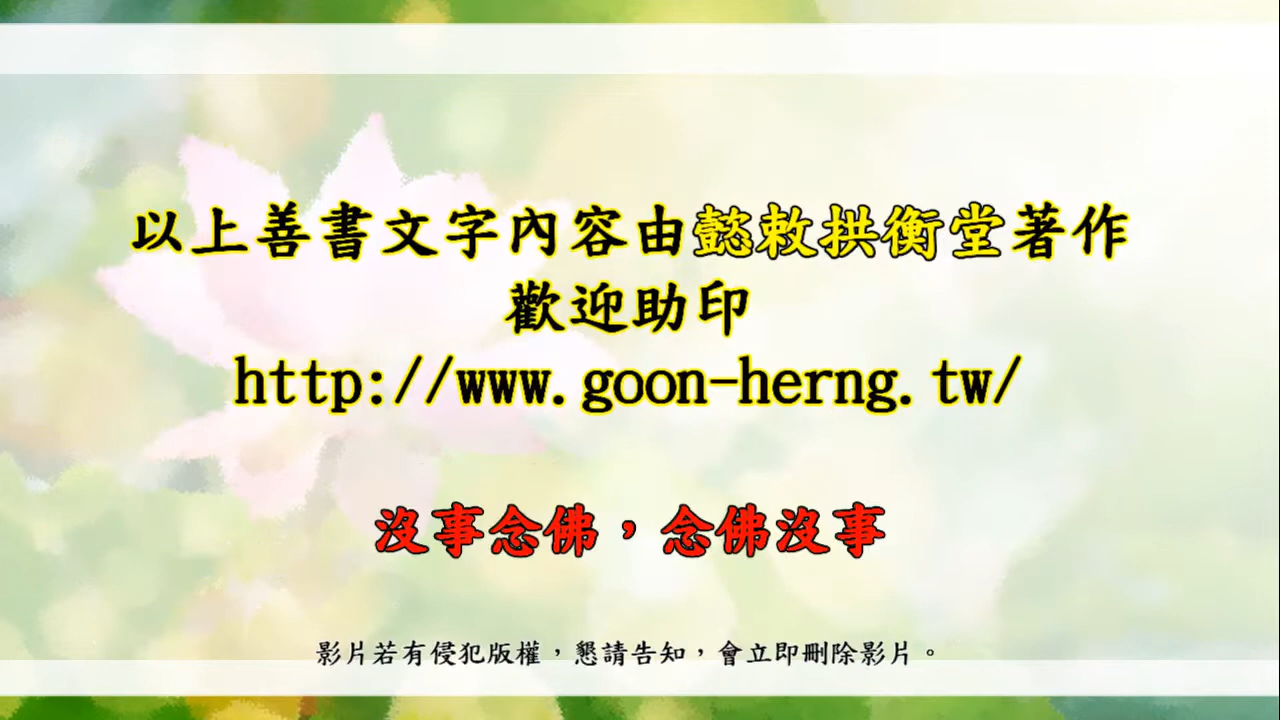 以上善書文字內容由懿敕拱衡堂著作
歡迎助印
http://www.goon-herng.tw/
沒事念佛，念佛沒事
影片若有侵犯版權，懇請告知，會立即刪除影片。